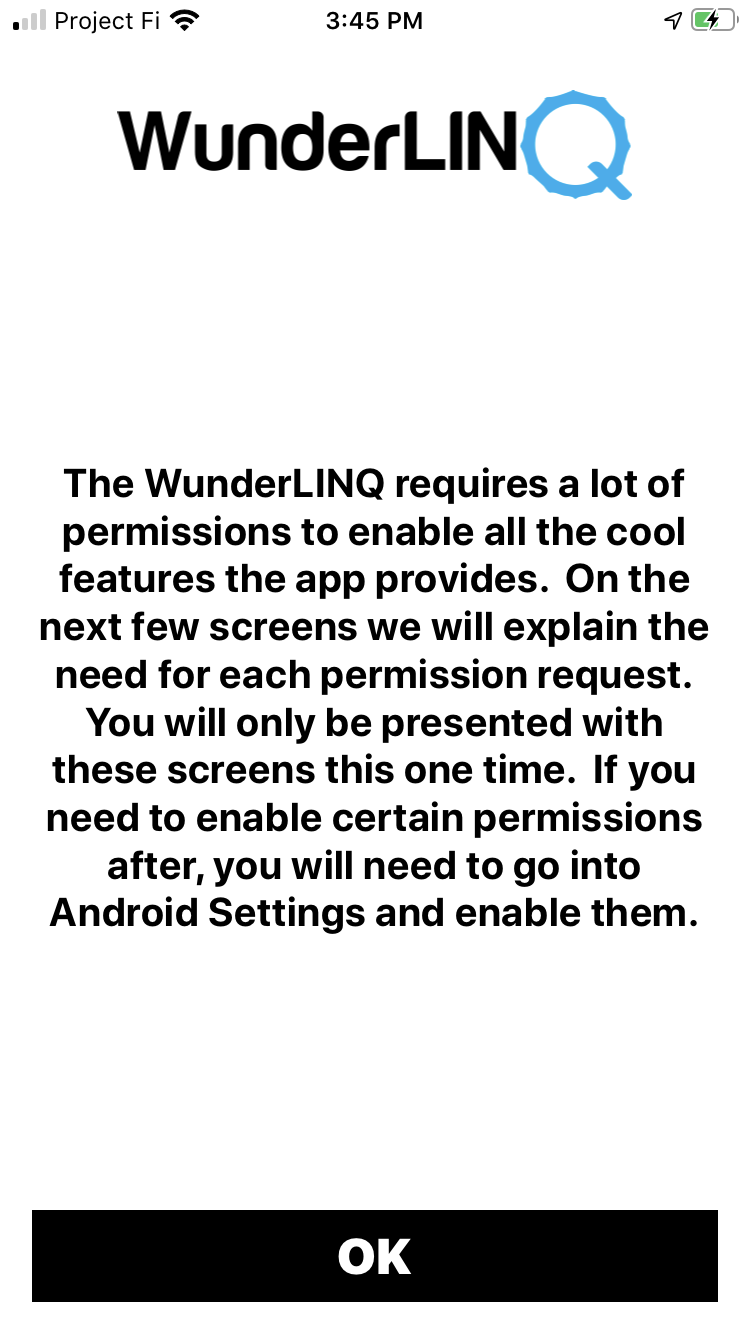 Project Fi 3:45 PM
WunderLINQ
The WunderLINQ requires a lot of
permissions to enable all the cool
features the app provides.  On the
next few screens we will explain the
need for each permission request.
You will only be presented with
these screens this one time.  If you
need to enable certain permissions
after, you will need to go into
Android Settings and enable them.
OK